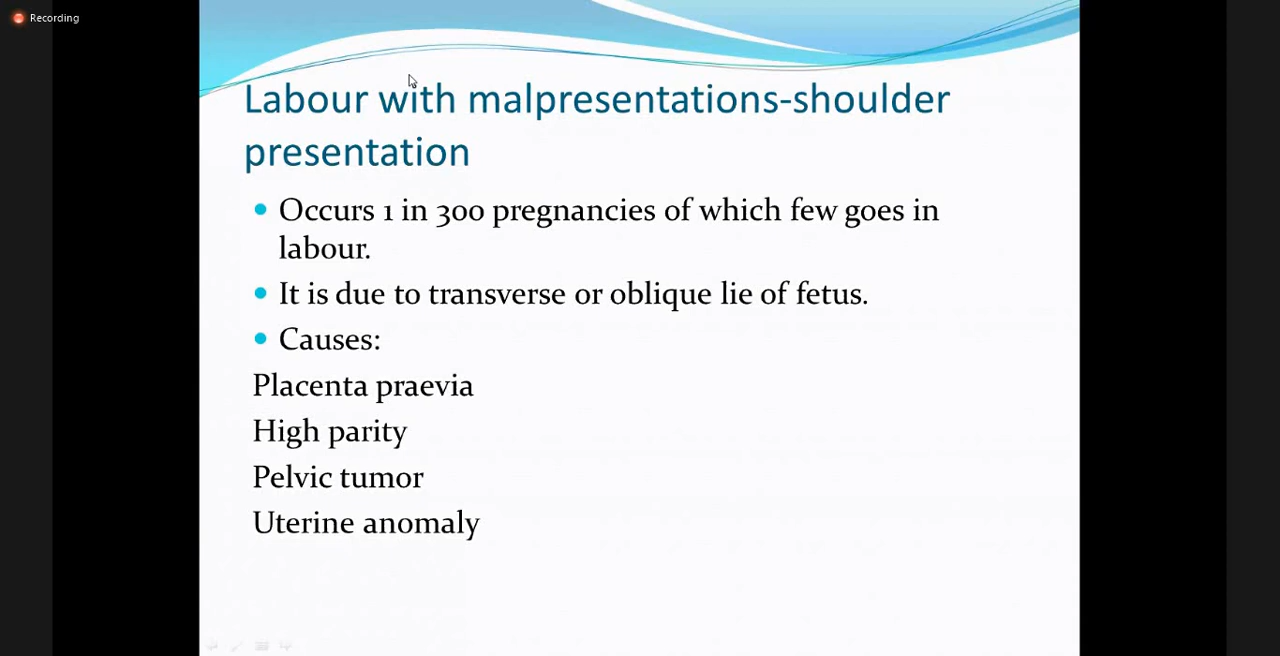 Recording
Labour with malpresentations-shoulder
presentation
Occurs 1 in 300 pregnancies of which few goes in
labour.
It is due to transverse or oblique lie of fetus.
Causes:
Placenta praevia
High parity
Pelvic tumor
Uterine anomaly